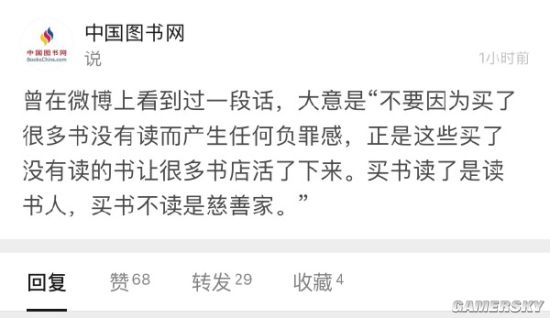 中国图书网
中国图书网
BooksChina.com
说
1小时前
曾在微博上看到过一段话，大意是“不要因为买了
很多书没有读而产生任何负罪感，正是这些买了
没有读的书让很多书店活了下来。买书读了是读
书人，买书不读是慈善家。”
回复 赞 68 转发 29 收藏 4
GAMERSKY